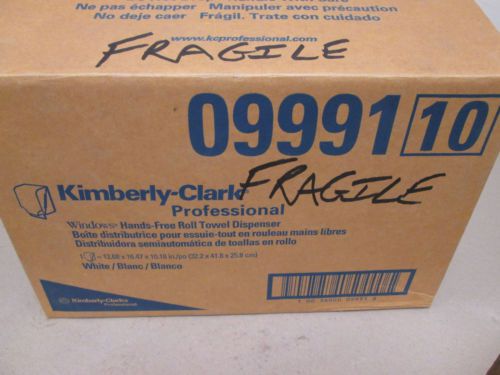 Ne pas échapper Manipuler avec précaution
No deje caer Frágil. Trate con cuidado
www.kcprofessional.com
FRAGILE
09991 10
FRAGILE
Kimberly-Clark
Professional
Windows® Hands-Free Roll Towel Dispenser
Boîte distributrice pour essuie-tout en rouleau mains libres
Distribuidora semiautomática de toallas en rollo
White / Blanc / Blanco
Kimberly-Clark
Professional